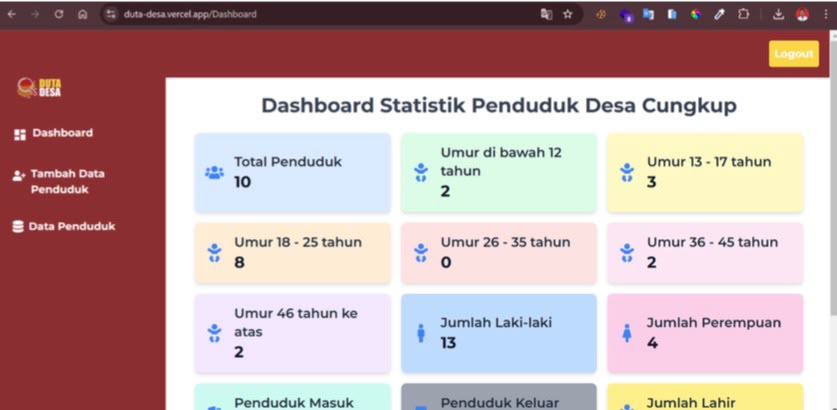 duta-desa.vercel.app/Dashboard
Logout
DUTA
DESA
Dashboard
Tambah Data
Penduduk
Data Penduduk
Dashboard Statistik Penduduk Desa Cungkup
Total Penduduk
10
Umur di bawah 12
tahun
2
Umur 13 - 17 tahun
3
Umur 18 - 25 tahun
8
Umur 26 - 35 tahun
0
Umur 36 - 45 tahun
2
Umur 46 tahun ke
atas
2
Jumlah Laki-laki
13
Jumlah Perempuan
4
Penduduk Masuk
Penduduk Keluar
Jumlah Lahir